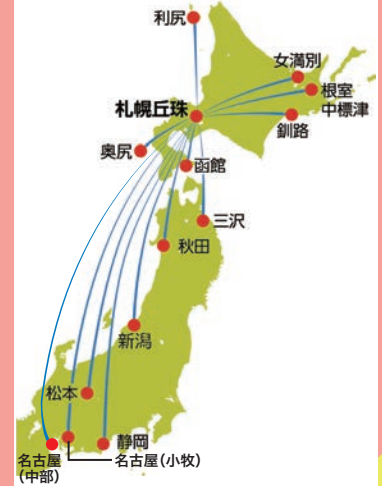 利尻
女満別
根室
中標津
札幌丘珠
釧路
奥尻
函館
三沢
秋田
新潟
松本
静岡
名古屋
(中部)
名古屋(小牧)